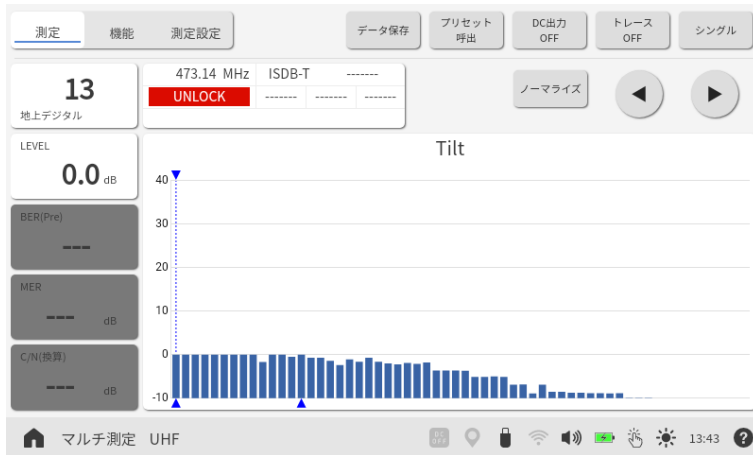 測定 機能 測定設定 データ保存 プリセット呼出 DC出力 OFF トレース OFF シングル
13
地上デジタル
473.14 MHz ISDB-T -------
UNLOCK ------- ------- -------
ノーマライズ
LEVEL
0.0 dB
BER(Pre)
---
MER
--- dB
C/N(換算)
--- dB
Tilt
40
30
20
10
0
-10
マルチ測定 UHF DC OFF 13:43 ?